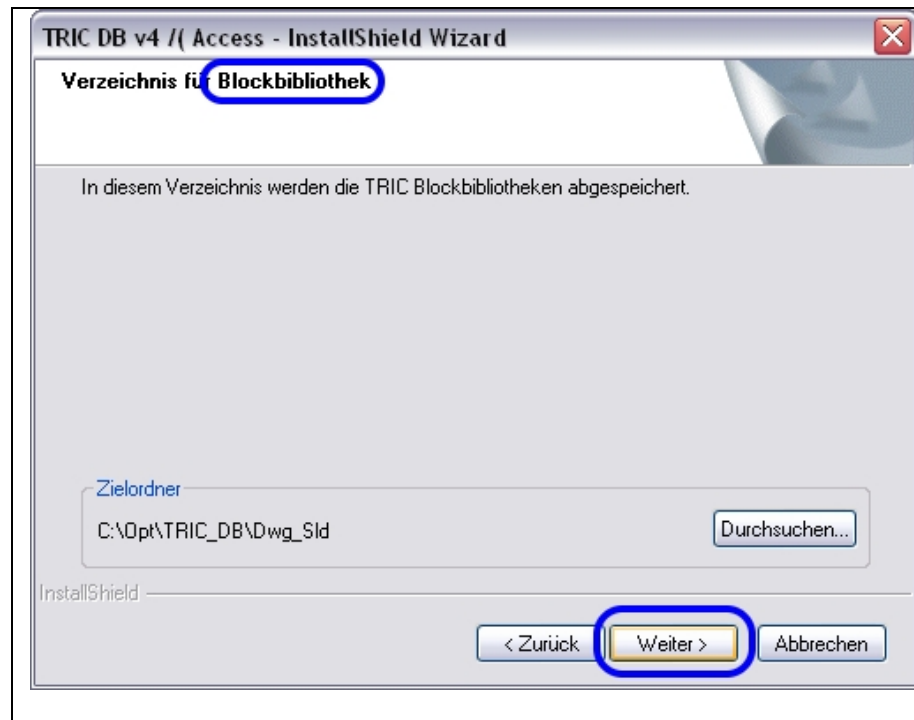 TRIC DB v4 /( Access - InstallShield Wizard
Verzeichnis für Blockbibliothek
In diesem Verzeichnis werden die TRIC Blockbibliotheken abgespeichert.
Zielordner
C:\Opt\TRIC_DB\Dwg_Sld
Durchsuchen...
InstallShield
< Zurück Weiter > Abbrechen